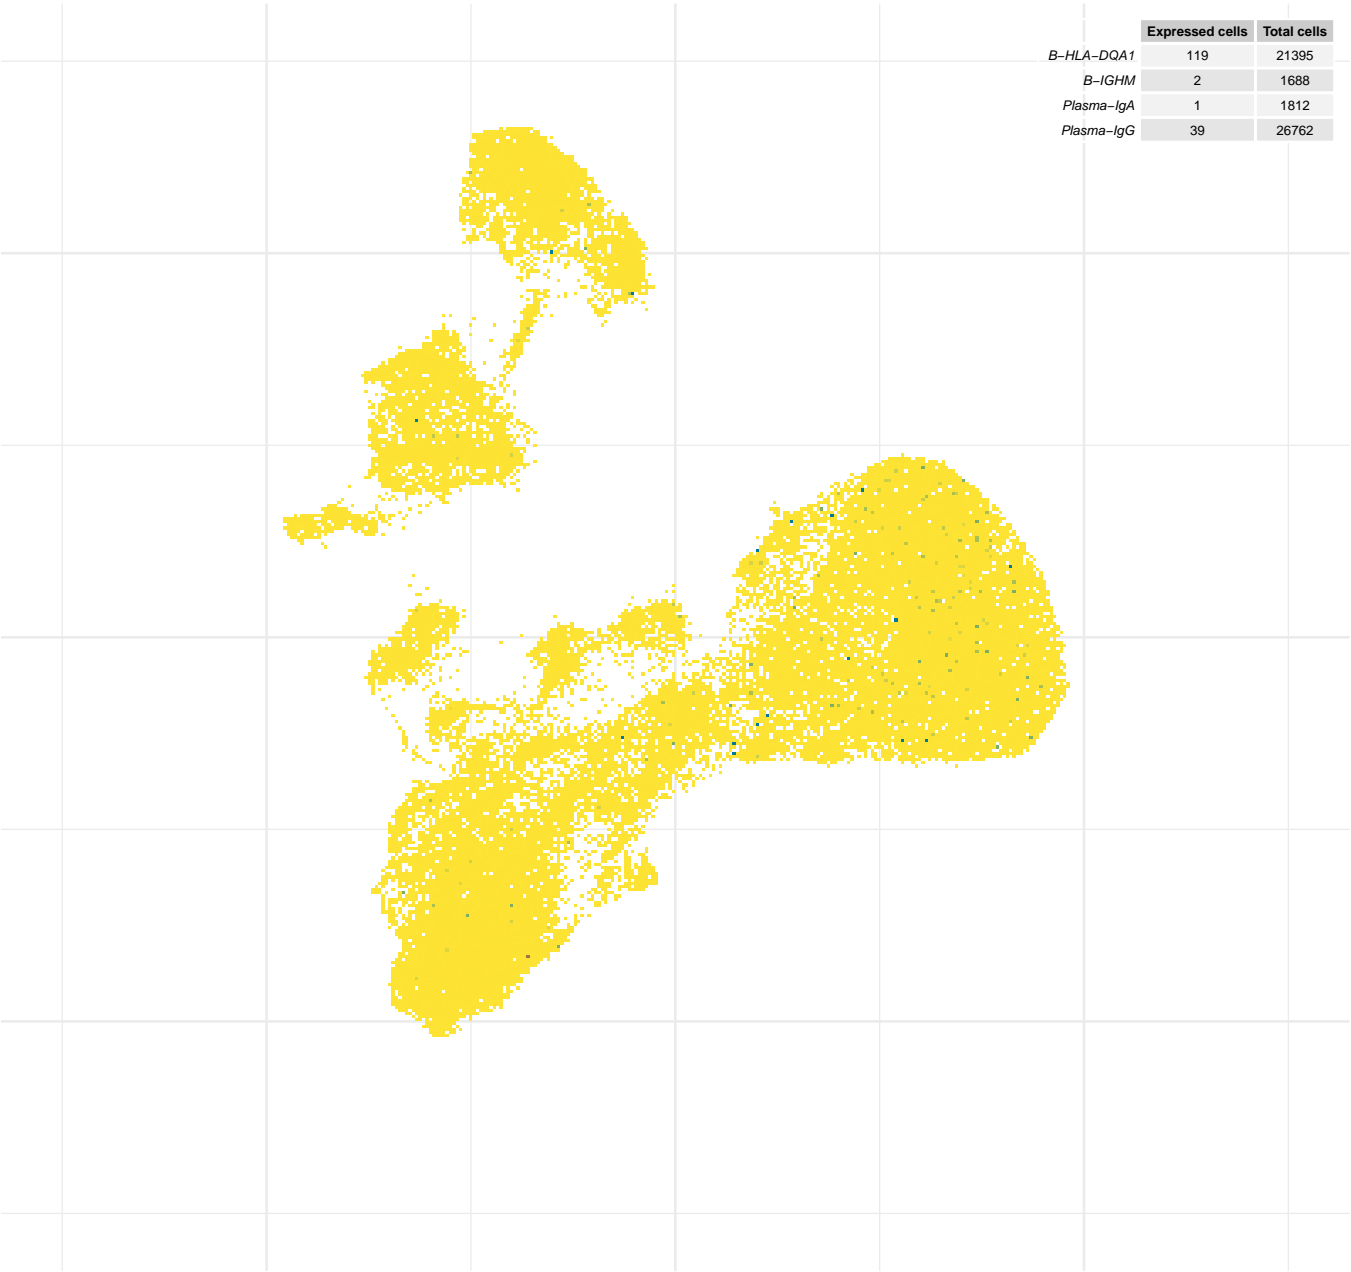 Expressed cells Total cells
B−HLA−DQA1 119 21395
B−IGHM 2 1688
Plasma−IgA 1 1812
Plasma−IgG 39 26762